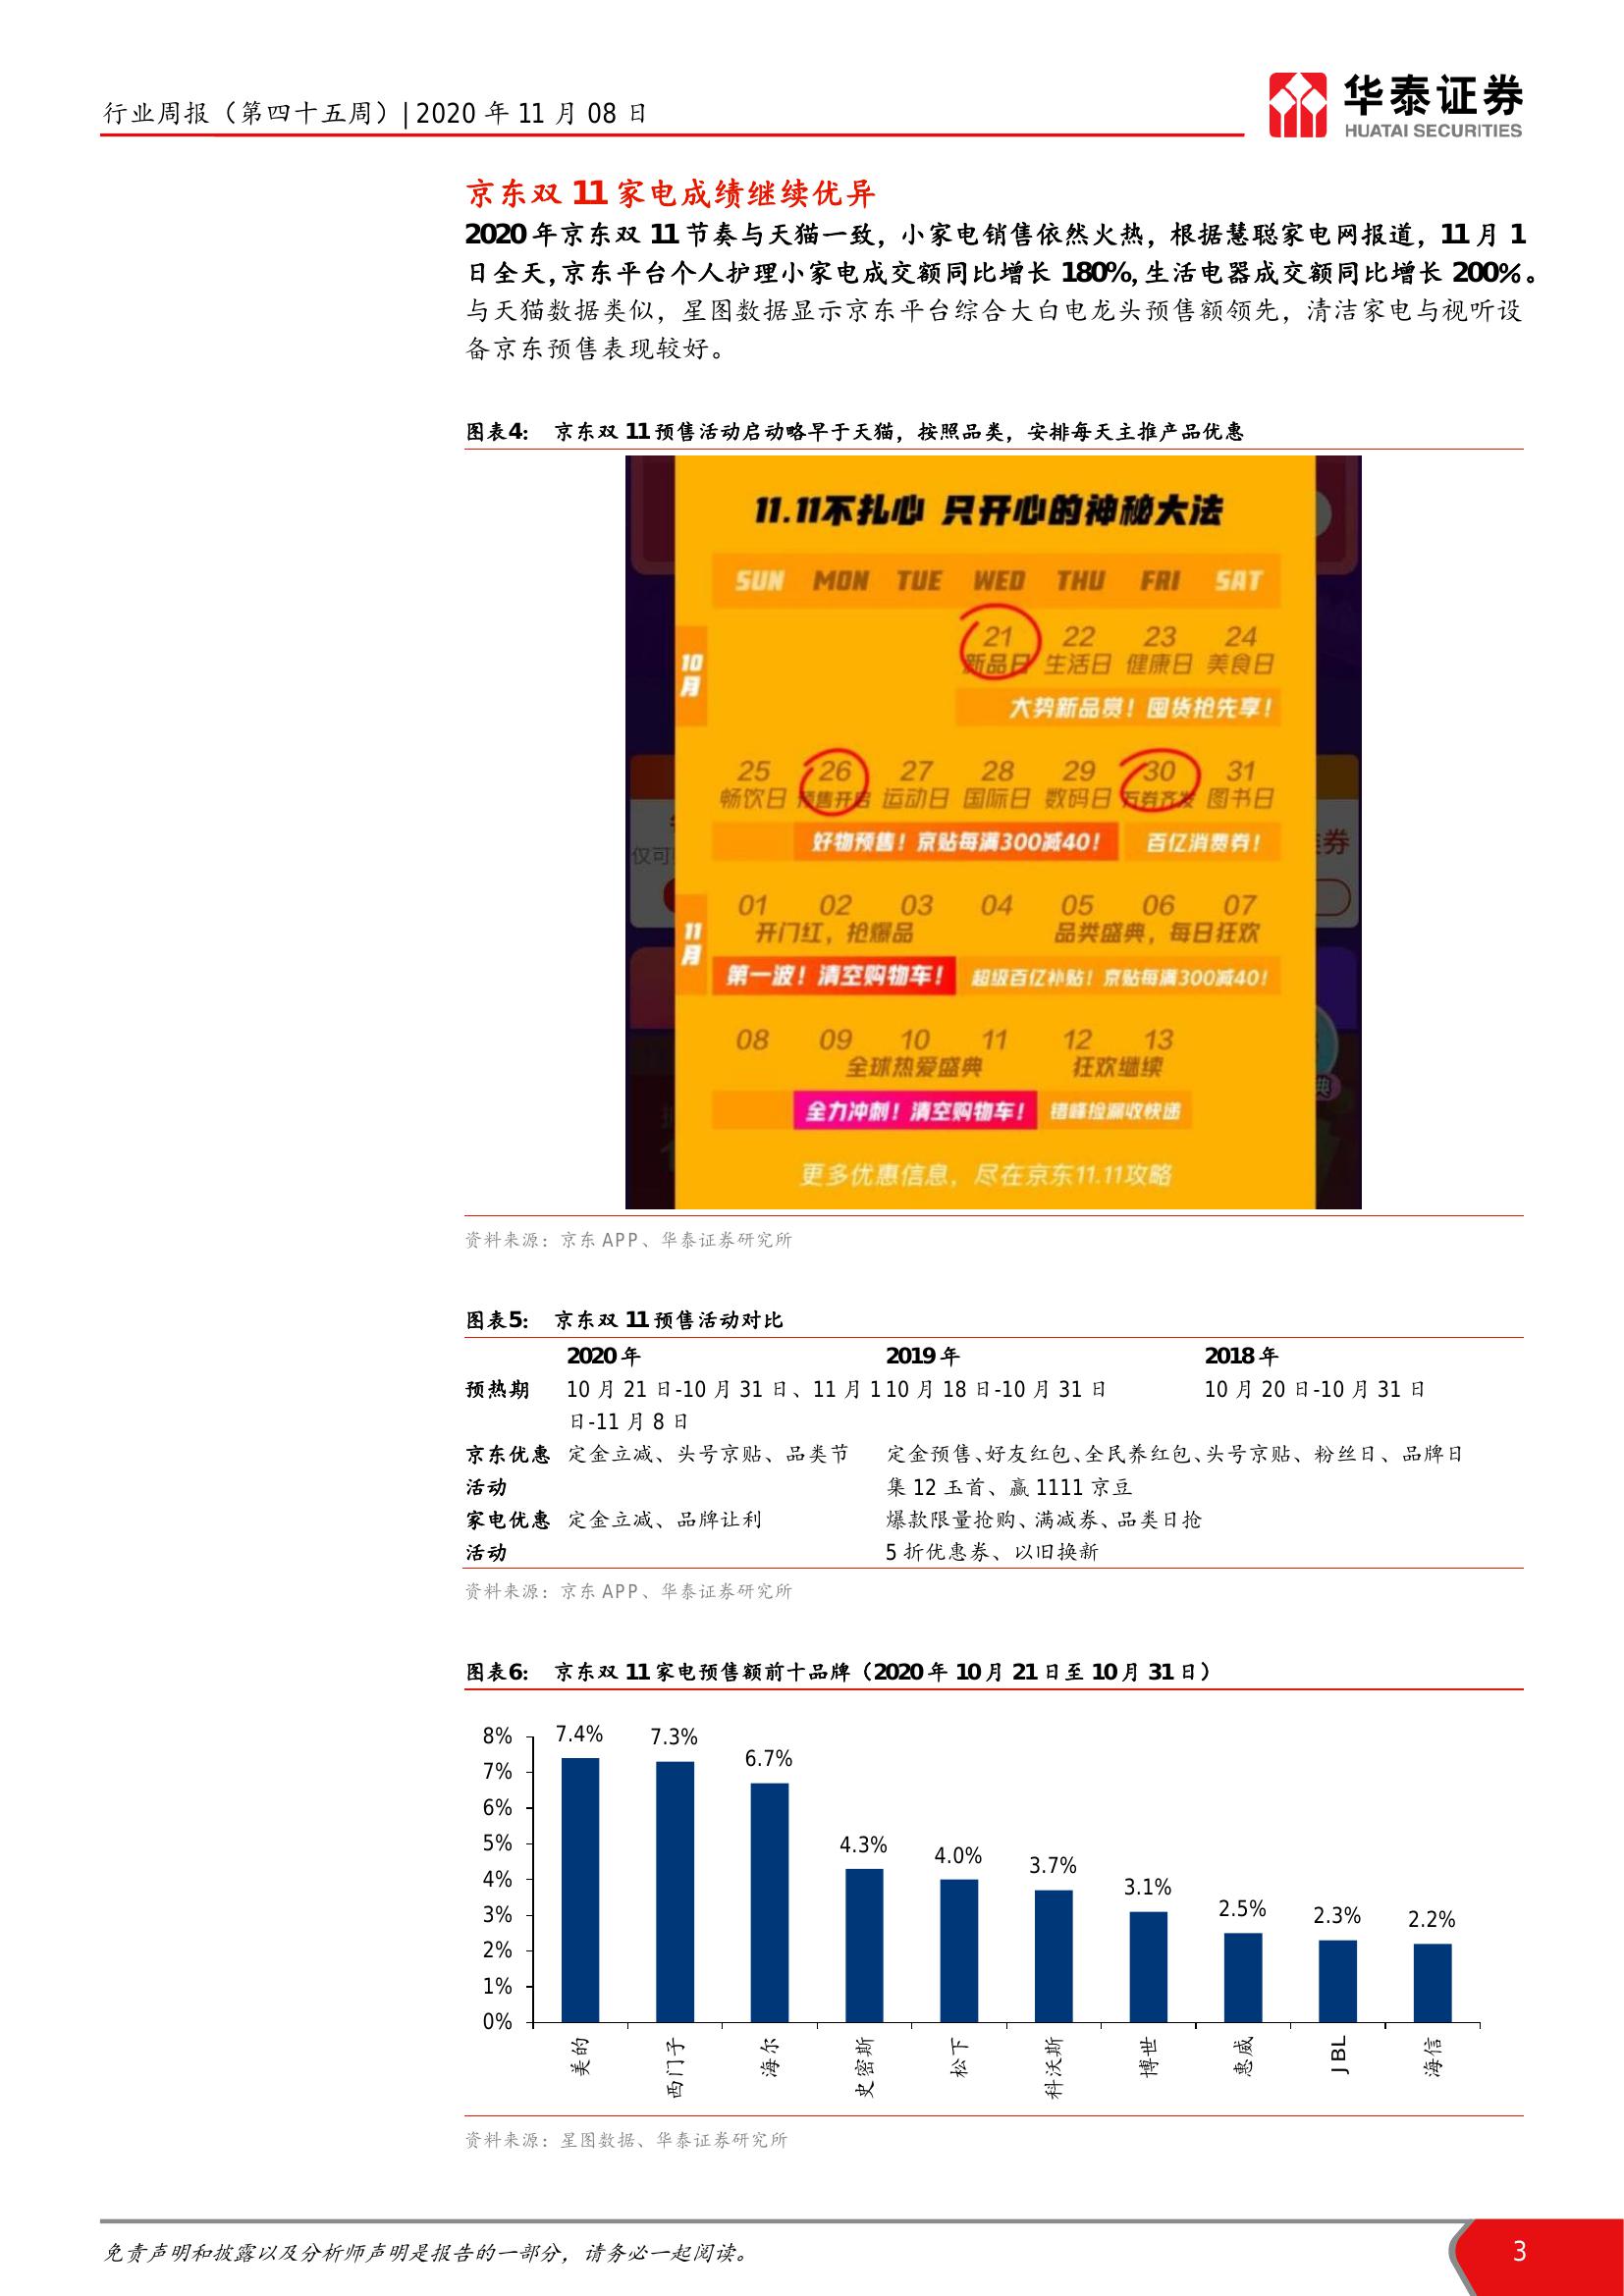 行业周报（第四十五周）| 2020 年 11 月 08 日
华泰证券
HUATAI SECURITIES
京东双 11 家电成绩继续优异
2020 年京东双 11 节奏与天猫一致，小家电销售依然火热，根据慧聪家电网报道，11 月 1
日全天，京东平台个人护理小家电成交额同比增长 180%，生活电器成交额同比增长 200%。
与天猫数据类似，星图数据显示京东平台综合大白电龙头预售额领先，清洁家电与视听设
备京东预售表现较好。
图表4： 京东双 11 预售活动启动略早于天猫，按照品类，安排每天主推产品优惠
11.11不扎心 只开心的神秘大法
SUN MON TUE WED THU FRI SAT
10月
21 22 23 24
新品日 生活日 健康日 美食日
大势新品赏！囤货抢先享！
25 26 27 28 29 30 31
畅饮日 预售开启 运动日 国际日 数码日 万券齐发 图书日
好物预售！京贴每满300减40！ 百亿消费券！
仅可
券
11月
01 02 03 04 05 06 07
开门红，抢爆品 品类盛典，每日狂欢
第一波！清空购物车！ 超级百亿补贴！京贴每满300减40！
08 09 10 11 12 13
全球热爱盛典 狂欢继续
典
全力冲刺！清空购物车！ 错峰捡漏收快递
更多优惠信息，尽在京东11.11攻略
资料来源：京东 APP、华泰证券研究所
图表5： 京东双 11 预售活动对比
2020 年 2019 年 2018 年
预热期 10 月 21 日-10 月 31 日、11 月 1 10 月 18 日-10 月 31 日 10 月 20 日-10 月 31 日
日-11 月 8 日
京东优惠 定金立减、头号京贴、品类节 定金预售、好友红包、全民养红包、头号京贴、粉丝日、品牌日
活动 集 12 玉首、赢 1111 京豆
家电优惠 定金立减、品牌让利 爆款限量抢购、满减券、品类日抢
活动 5 折优惠券、以旧换新
资料来源：京东 APP、华泰证券研究所
图表6： 京东双 11 家电预售额前十品牌（2020 年 10 月 21 日至 10 月 31 日）
8%
7%
6%
5%
4%
3%
2%
1%
0%
7.4% 7.3% 6.7% 4.3% 4.0% 3.7% 3.1% 2.5% 2.3% 2.2%
美的 西门子 海尔 史密斯 松下 科沃斯 博世 惠威 JBL 海信
资料来源：星图数据、华泰证券研究所
免责声明和披露以及分析师声明是报告的一部分，请务必一起阅读。
3